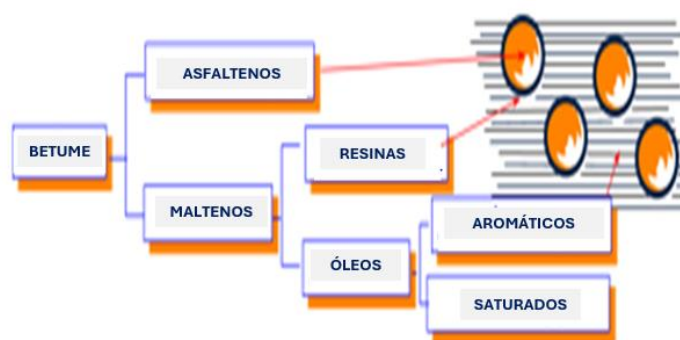 ASFALTENOS
BETUME
RESINAS
MALTENOS
AROMÁTICOS
ÓLEOS
SATURADOS